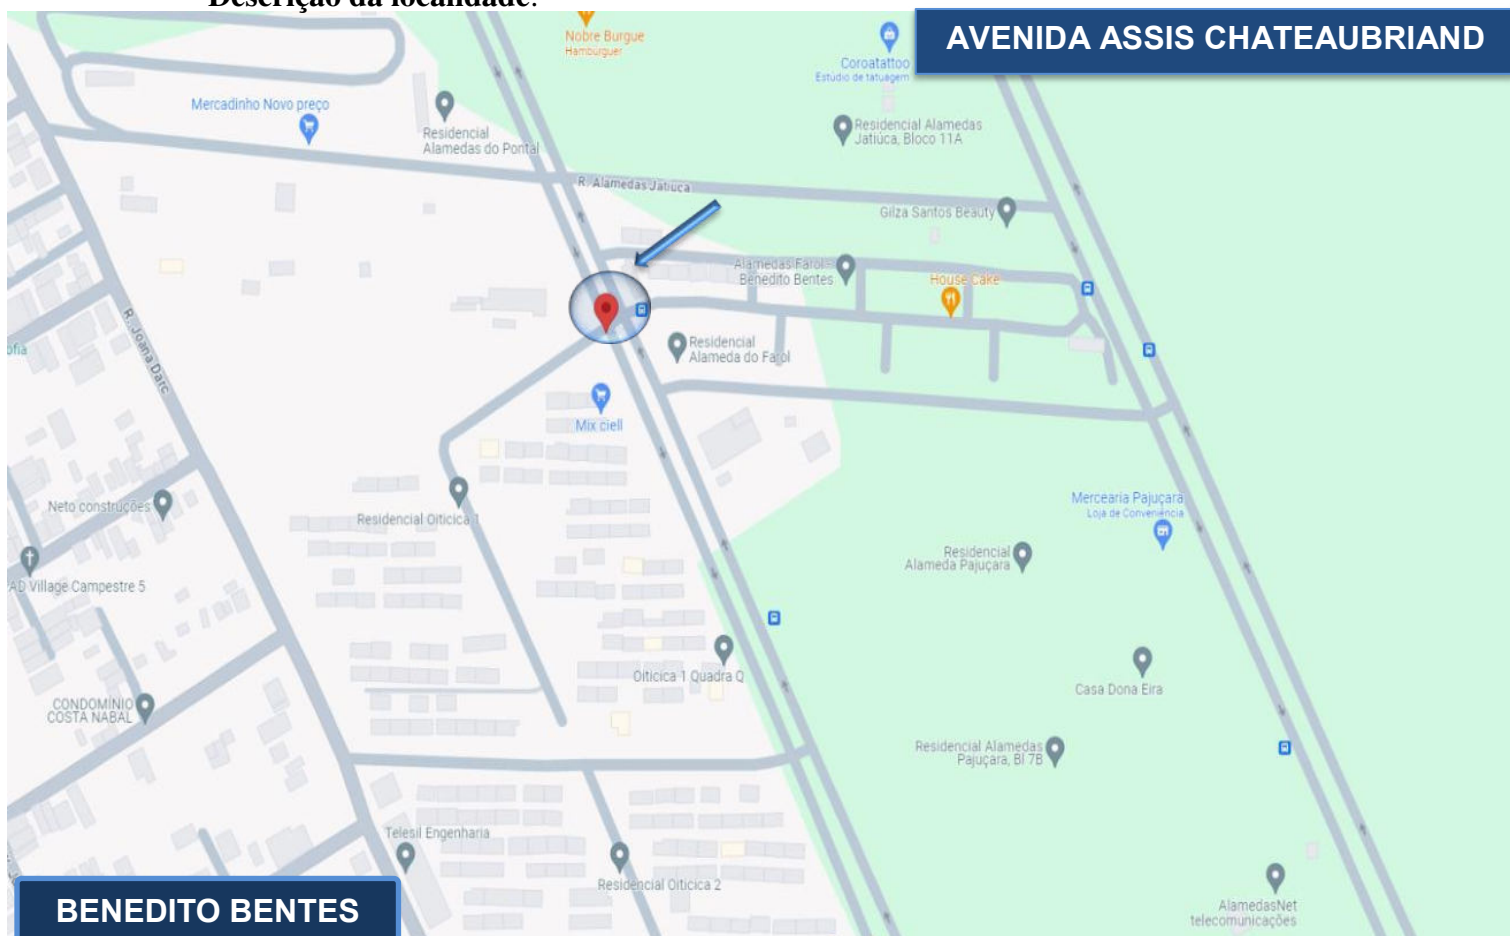 Descrição da localidade:
AVENIDA ASSIS CHATEAUBRIAND
Nobre Burgue
Hamburguer
Coroatattoo
Estúdio de tatuagem
Mercadinho Novo preço
Residencial
Alamedas do Pontal
Residencial Alamedas
Jatiúca, Bloco 11A
R. Alamedas Jatiuca
Gilza Santos Beauty
Alamedas Farol -
Benedito Bentes
House Cake
R. Joana Darc
ofia
Residencial
Alameda do Farol
Mix ciell
Neto construções
Residencial Oiticica 1
Mercearia Pajuçara
Loja de Conveniência
Residencial
Alameda Pajuçara
AD Village Campestre 5
Oiticica 1 Quadra Q
Casa Dona Eira
CONDOMÍNIO
COSTA NABAL
Residencial Alamedas
Pajuçara, Bl 7B
Telesil Engenharia
Residencial Oiticica 2
BENEDITO BENTES
AlamedasNet
telecomunicações